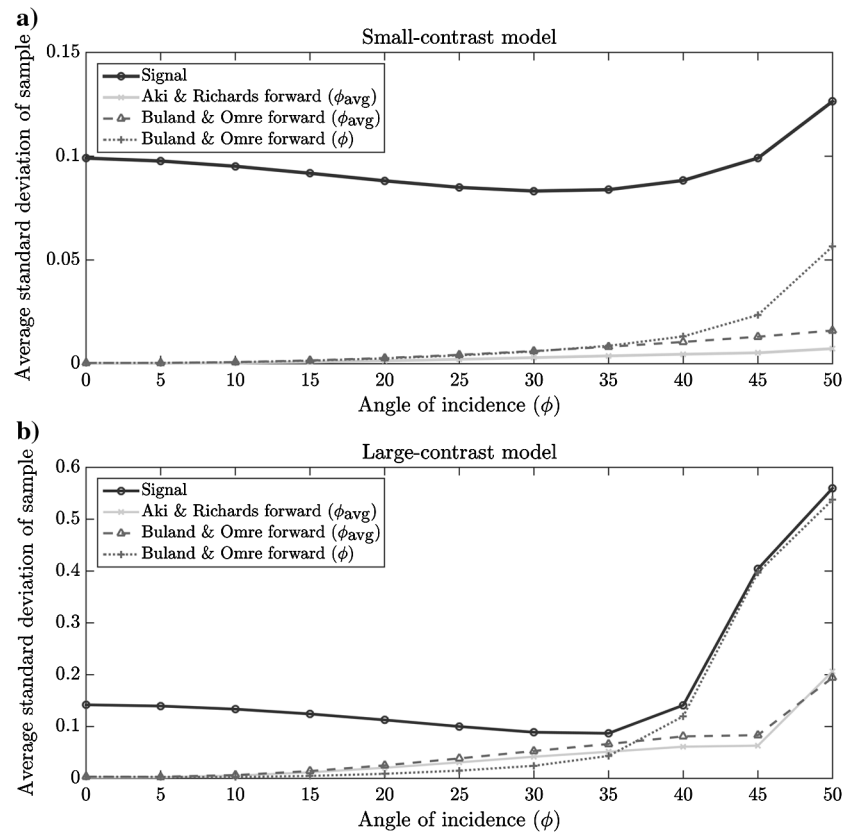 a)
Small-contrast model
Average standard deviation of sample
0.15
0.1
0.05
0
Signal
Aki & Richards forward (ϕavg)
Buland & Omre forward (ϕavg)
Buland & Omre forward (ϕ)
0 5 10 15 20 25 30 35 40 45 50
Angle of incidence (ϕ)
b)
Large-contrast model
Average standard deviation of sample
0.6
0.5
0.4
0.3
0.2
0.1
0
Signal
Aki & Richards forward (ϕavg)
Buland & Omre forward (ϕavg)
Buland & Omre forward (ϕ)
0 5 10 15 20 25 30 35 40 45 50
Angle of incidence (ϕ)